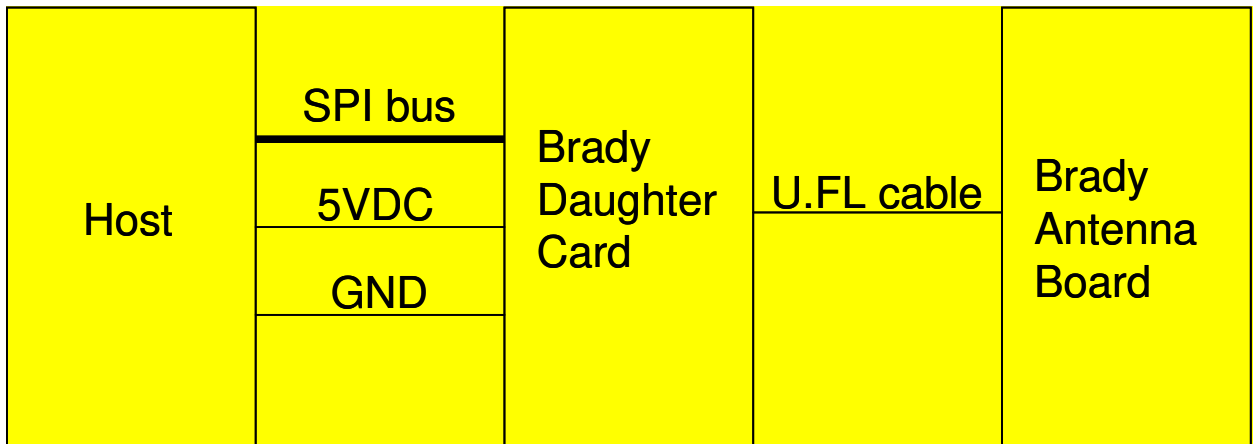 Host
SPI bus
5VDC
GND
Brady
Daughter
Card
U.FL cable
Brady
Antenna
Board